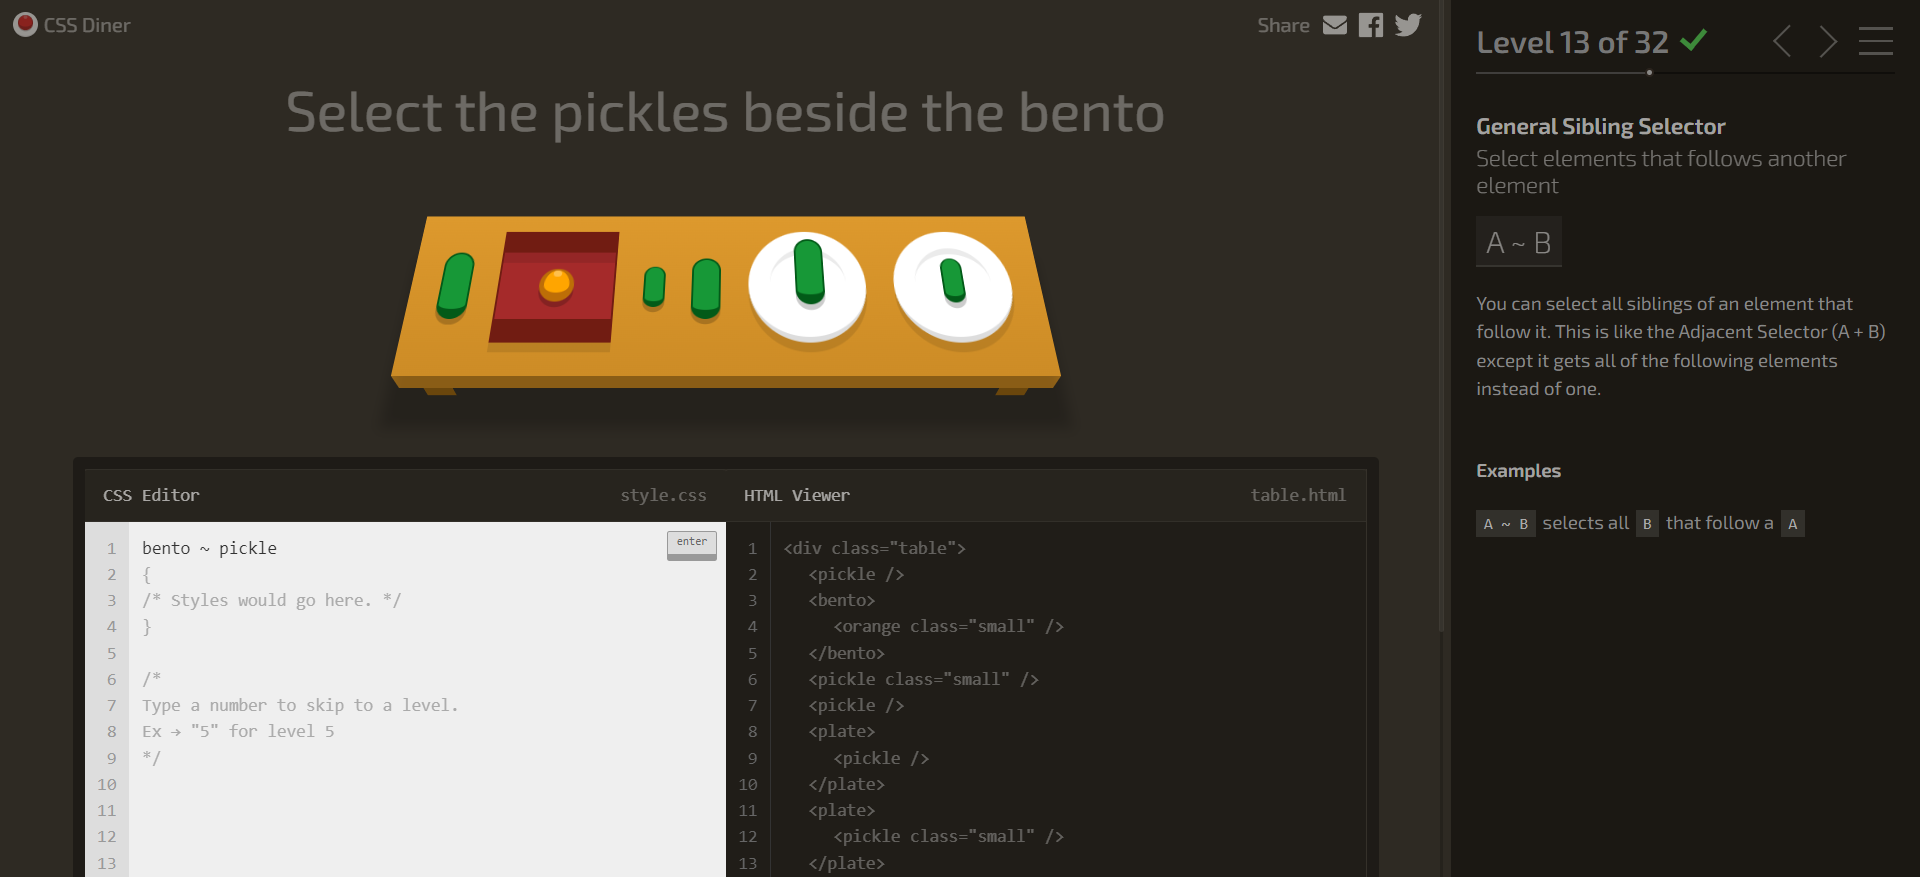 CSS Diner
Share
Select the pickles beside the bento
CSS Editor
style.css
1 bento ~ pickle
enter
2 {
3 /* Styles would go here. */
4 }
5
6 /*
7 Type a number to skip to a level.
8 Ex → "5" for level 5
9 */
10
11
12
13
HTML Viewer
table.html
1 <div class="table">
2 <pickle />
3 <bento>
4 <orange class="small" />
5 </bento>
6 <pickle class="small" />
7 <pickle />
8 <plate>
9 <pickle />
10 </plate>
11 <plate>
12 <pickle class="small" />
13 </plate>
Level 13 of 32
General Sibling Selector
Select elements that follows another
element
A ~ B
You can select all siblings of an element that
follow it. This is like the Adjacent Selector (A + B)
except it gets all of the following elements
instead of one.
Examples
A ~ B selects all B that follow a A